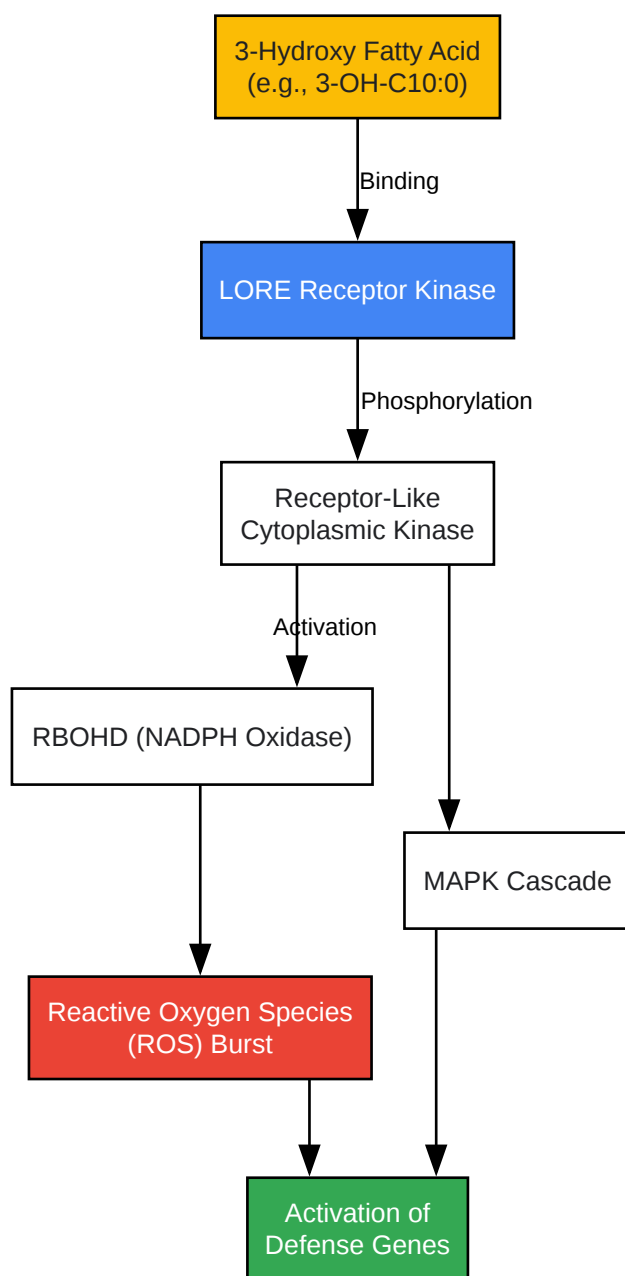 3-Hydroxy Fatty Acid
(e.g., 3-OH-C10:0)
Binding
LORE Receptor Kinase
Phosphorylation
Receptor-Like
Cytoplasmic Kinase
Activation
RBOHD (NADPH Oxidase)
MAPK Cascade
Reactive Oxygen Species
(ROS) Burst
Activation of
Defense Genes